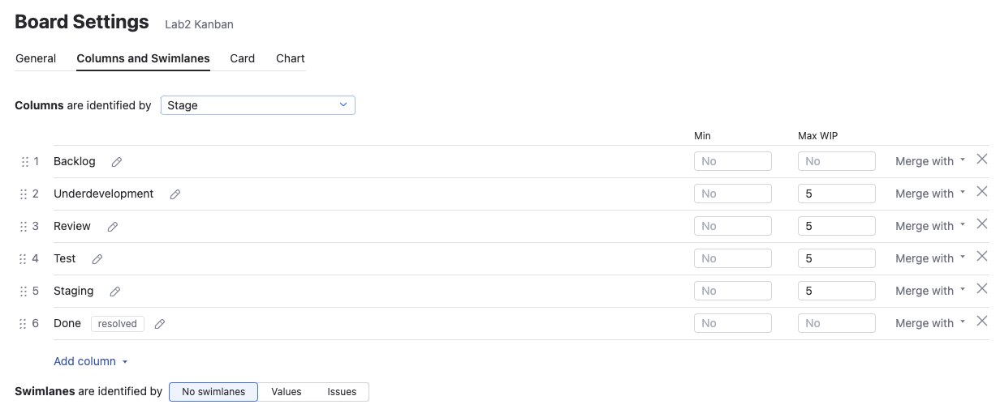 Board Settings Lab2 Kanban
General Columns and Swimlanes Card Chart
Columns are identified by Stage
Min Max WIP
1 Backlog No No Merge with
2 Underdevelopment No 5 Merge with
3 Review No 5 Merge with
4 Test No 5 Merge with
5 Staging No 5 Merge with
6 Done resolved No No Merge with
Add column
Swimlanes are identified by No swimlanes Values Issues